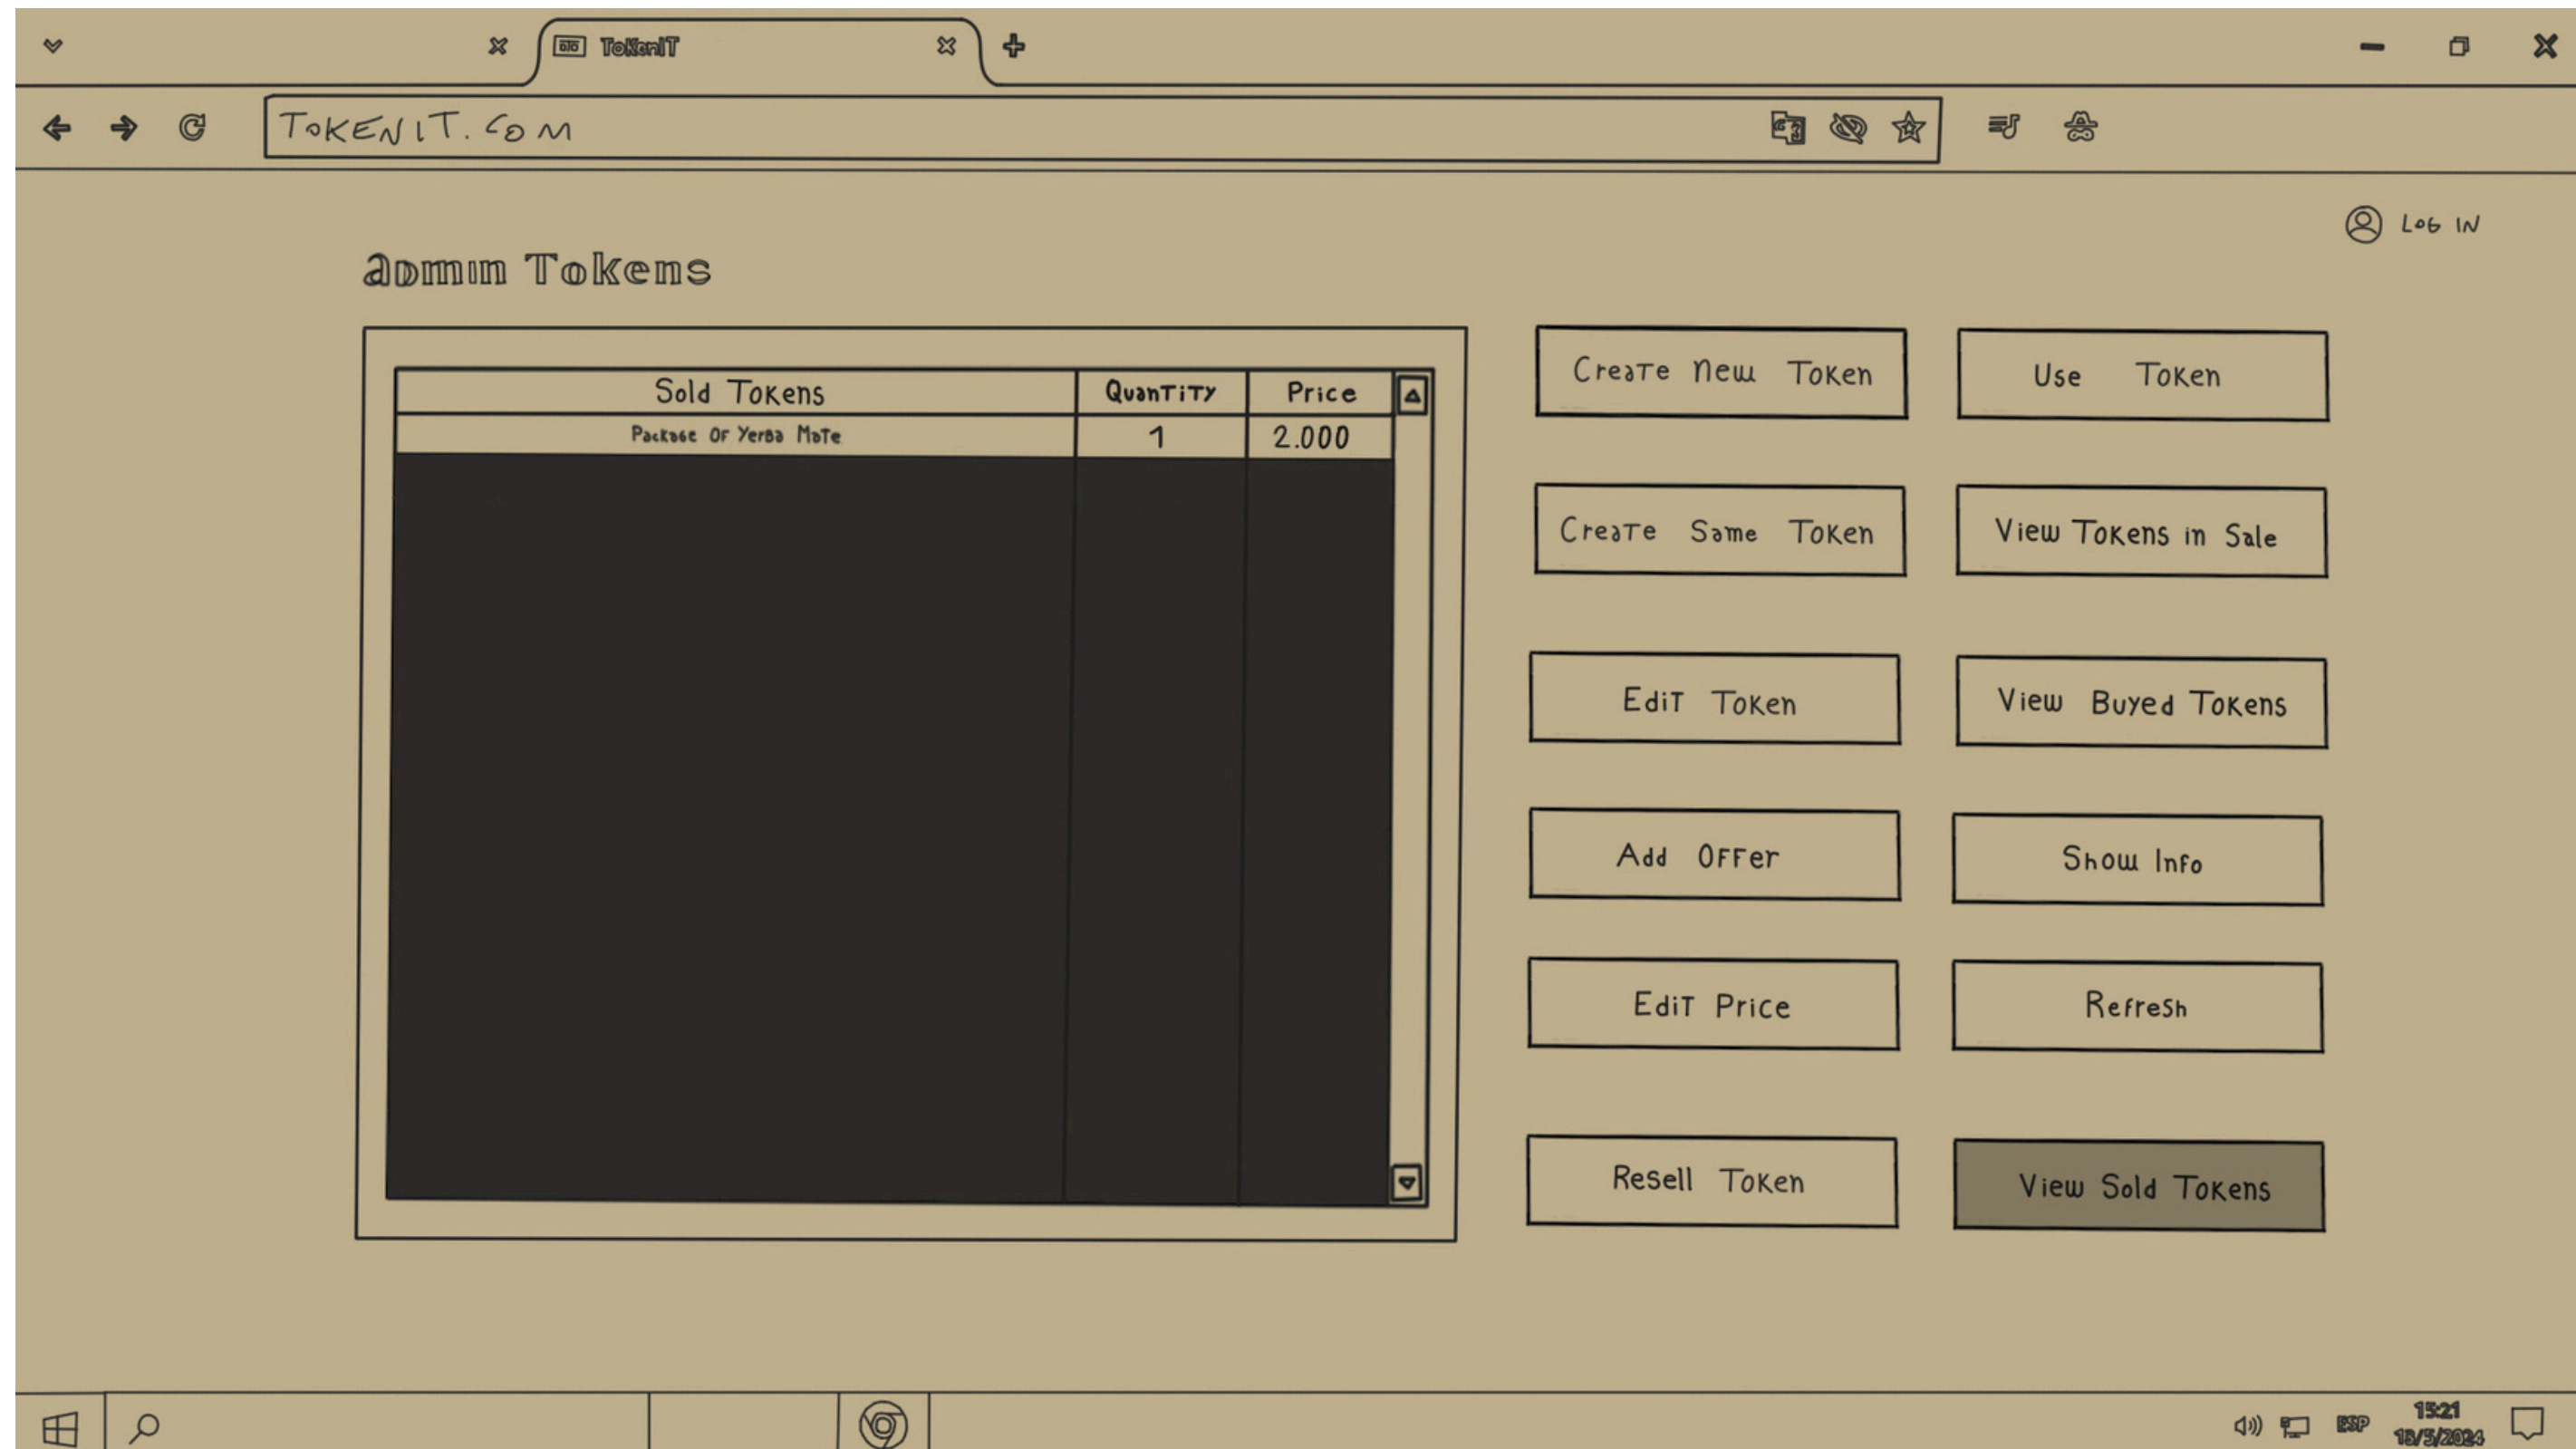 TOKENIT
TOKENIT.COM
LOG IN
admin Tokens
Sold Tokens Quantity Price
Package Of Yerba Mate 1 2.000
Create New Token
Use Token
Create Same Token
View Tokens in Sale
Edit Token
View Buyed Tokens
Add Offer
Show Info
Edit Price
Refresh
Resell Token
View Sold Tokens
ESP
15:21
13/5/2024